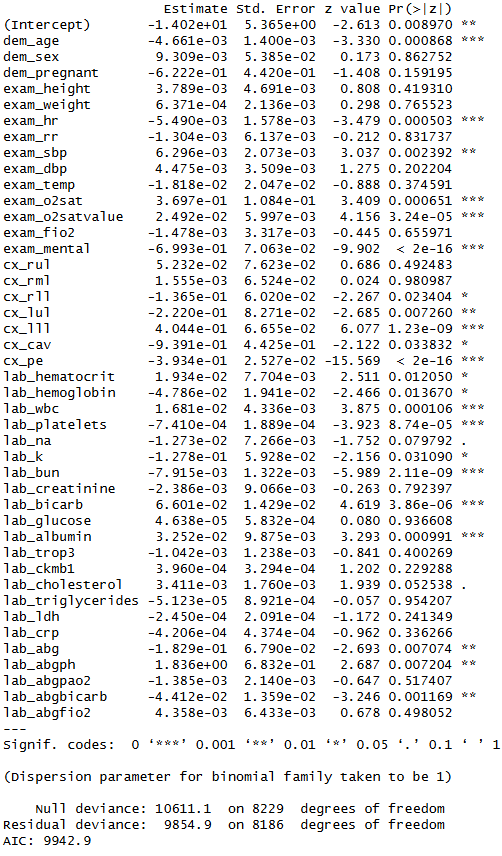 Estimate Std. Error z value Pr(>|z|)
(Intercept) -1.402e+01 5.365e+00 -2.613 0.008970 **
dem_age -4.661e-03 1.400e-03 -3.330 0.000868 ***
dem_sex 9.309e-03 5.385e-02 0.173 0.862752
dem_pregnant -6.222e-01 4.420e-01 -1.408 0.159195
exam_height 3.789e-03 4.691e-03 0.808 0.419310
exam_weight 6.371e-04 2.136e-03 0.298 0.765523
exam_hr -5.490e-03 1.578e-03 -3.479 0.000503 ***
exam_rr -1.304e-03 6.137e-03 -0.212 0.831737
exam_sbp 6.296e-03 2.073e-03 3.037 0.002392 **
exam_dbp 4.475e-03 3.509e-03 1.275 0.202204
exam_temp -1.818e-02 2.047e-02 -0.888 0.374591
exam_o2sat 3.697e-01 1.084e-01 3.409 0.000651 ***
exam_o2satvalue 2.492e-02 5.997e-03 4.156 3.24e-05 ***
exam_fio2 -1.478e-03 3.317e-03 -0.445 0.655971
exam_mental -6.993e-01 7.063e-02 -9.902 < 2e-16 ***
cx_rul 5.232e-02 7.623e-02 0.686 0.492483
cx_rml 1.555e-03 6.524e-02 0.024 0.980987
cx_rll -1.365e-01 6.020e-02 -2.267 0.023404 *
cx_lul -2.220e-01 8.271e-02 -2.685 0.007260 **
cx_lll 4.044e-01 6.655e-02 6.077 1.23e-09 ***
cx_cav -9.391e-01 4.425e-01 -2.122 0.033832 *
cx_pe -3.934e-01 2.527e-02 -15.569 < 2e-16 ***
lab_hematocrit 1.934e-02 7.704e-03 2.511 0.012050 *
lab_hemoglobin -4.786e-02 1.941e-02 -2.466 0.013670 *
lab_wbc 1.681e-02 4.336e-03 3.875 0.000106 ***
lab_platelets -7.410e-04 1.889e-04 -3.923 8.74e-05 ***
lab_na -1.273e-02 7.266e-03 -1.752 0.079792 .
lab_k -1.278e-01 5.928e-02 -2.156 0.031090 *
lab_bun -7.915e-03 1.322e-03 -5.989 2.11e-09 ***
lab_creatinine -2.386e-03 9.066e-03 -0.263 0.792397
lab_bicarb 6.601e-02 1.429e-02 4.619 3.86e-06 ***
lab_glucose 4.638e-05 5.832e-04 0.080 0.936608
lab_albumin 3.252e-02 9.875e-03 3.293 0.000991 ***
lab_trop3 -1.042e-03 1.238e-03 -0.841 0.400269
lab_ckmb1 3.960e-04 3.294e-04 1.202 0.229288
lab_cholesterol 3.411e-03 1.760e-03 1.939 0.052538 .
lab_triglycerides -5.123e-05 8.921e-04 -0.057 0.954207
lab_ldh -2.450e-04 2.091e-04 -1.172 0.241349
lab_crp -4.206e-04 4.374e-04 -0.962 0.336266
lab_abg -1.829e-01 6.790e-02 -2.693 0.007074 **
lab_abgph 1.836e+00 6.832e-01 2.687 0.007204 **
lab_abgpao2 -1.385e-03 2.140e-03 -0.647 0.517407
lab_abgbicarb -4.412e-02 1.359e-02 -3.246 0.001169 **
lab_abgfio2 4.358e-03 6.433e-03 0.678 0.498052
---
Signif. codes: 0 ‘***’ 0.001 ‘**’ 0.01 ‘*’ 0.05 ‘.’ 0.1 ‘ ’ 1
(Dispersion parameter for binomial family taken to be 1)
Null deviance: 10611.1 on 8229 degrees of freedom
Residual deviance: 9854.9 on 8186 degrees of freedom
AIC: 9942.9